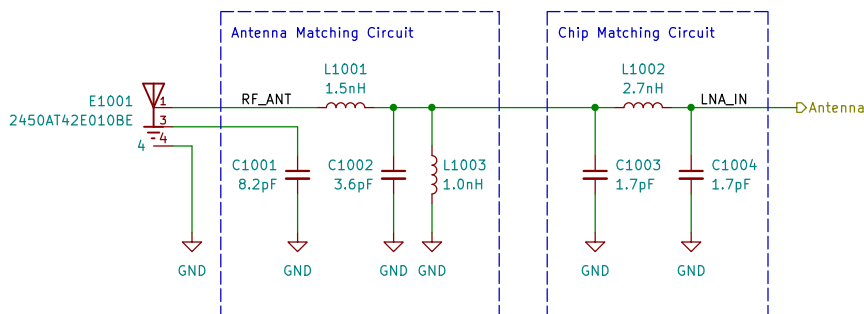 Antenna Matching Circuit
Chip Matching Circuit
L1001
1.5nH
L1002
2.7nH
E1001
2450AT42E010BE
1
3
4
4
RF_ANT
LNA_IN
Antenna
C1001
8.2pF
C1002
3.6pF
L1003
1.0nH
C1003
1.7pF
C1004
1.7pF
GND
GND
GND
GND
GND
GND